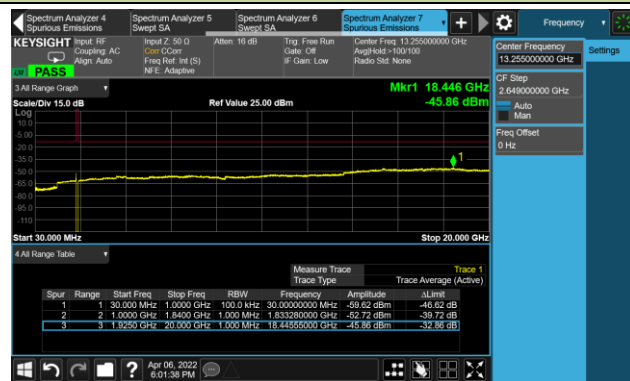 Spectrum Analyzer 4 Spurious Emissions
Spectrum Analyzer 5 Swept SA
Spectrum Analyzer 6 Swept SA
Spectrum Analyzer 7 Spurious Emissions
+
Frequency
KEYSIGHT
Input: RF
Coupling: AC
Align: Auto
Input Z: 50 Ω
Corr CCorr
Freq Ref: Int (S)
NFE: Adaptive
Atten: 16 dB
Trig: Free Run
Gate: Off
IF Gain: Low
Center Freq: 13.255000000 GHz
Avg|Hold:>100/100
Radio Std: None
LXI PASS
Center Frequency
13.255000000 GHz
Settings
CF Step
2.649000000 GHz
Auto
Man
Freq Offset
0 Hz
3 All Range Graph
Mkr1 18.446 GHz
Scale/Div 15.0 dB
Ref Value 25.00 dBm
-45.86 dBm
Log
10.0
-5.00
-20.0
-35.0
-50.0
-65.0
-80.0
-95.0
-110
1
Start 30.000 MHz
Stop 20.000 GHz
4 All Range Table
Measure Trace Trace 1
Trace Type Trace Average (Active)
Spur Range Start Freq Stop Freq RBW Frequency Amplitude ΔLimit
1 1 30.000 MHz 1.0000 GHz 100.0 kHz 30.00000000 MHz -59.62 dBm -46.62 dB
2 2 1.0000 GHz 1.8400 GHz 1.000 MHz 1.833280000 GHz -52.72 dBm -39.72 dB
3 3 1.9250 GHz 20.000 GHz 1.000 MHz 18.44555000 GHz -45.86 dBm -32.86 dB
?
Apr 06, 2022
6:01:38 PM